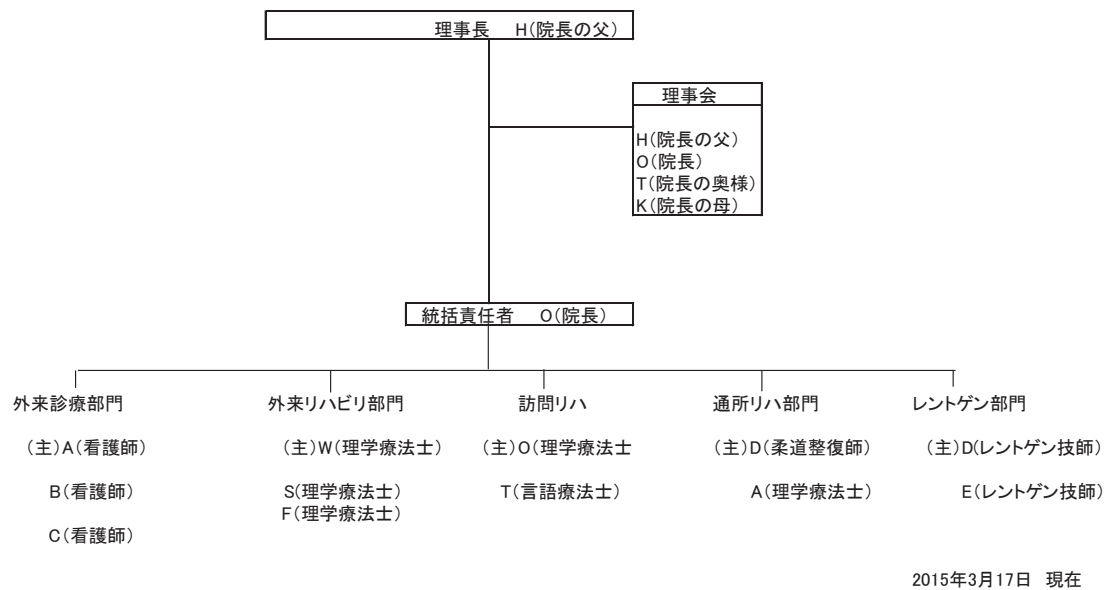 理事長　H(院長の父)
理事会
H(院長の父)
O(院長)
T(院長の奥様)
K(院長の母)
統括責任者　O(院長)
外来診療部門　外来リハビリ部門　訪問リハ　通所リハ部門　レントゲン部門
(主)A(看護師)　(主)W(理学療法士)　(主)O(理学療法士　(主)D(柔道整復師)　(主)D(レントゲン技師)
B(看護師)　S(理学療法士)　T(言語療法士)　A(理学療法士)　E(レントゲン技師)
F(理学療法士)
C(看護師)
2015年3月17日　現在